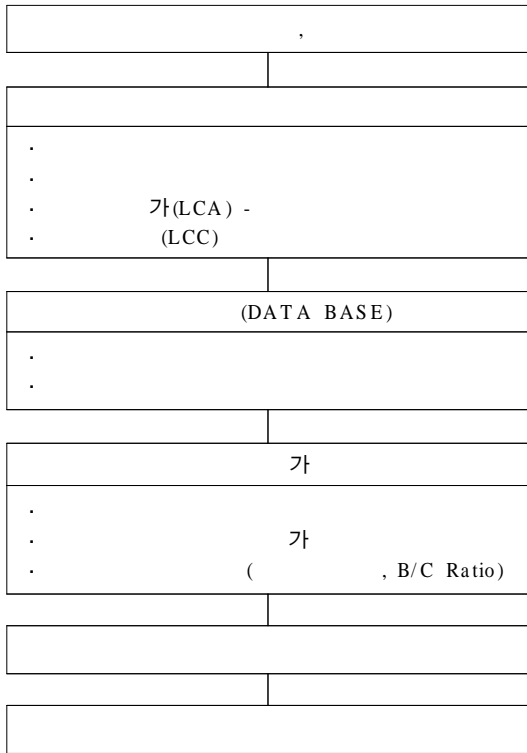 ,
·
·
· 가(LCA) -
· (LCC)
(DATA BASE)
·
·
가
·
· 가
· ( , B/C Ratio)